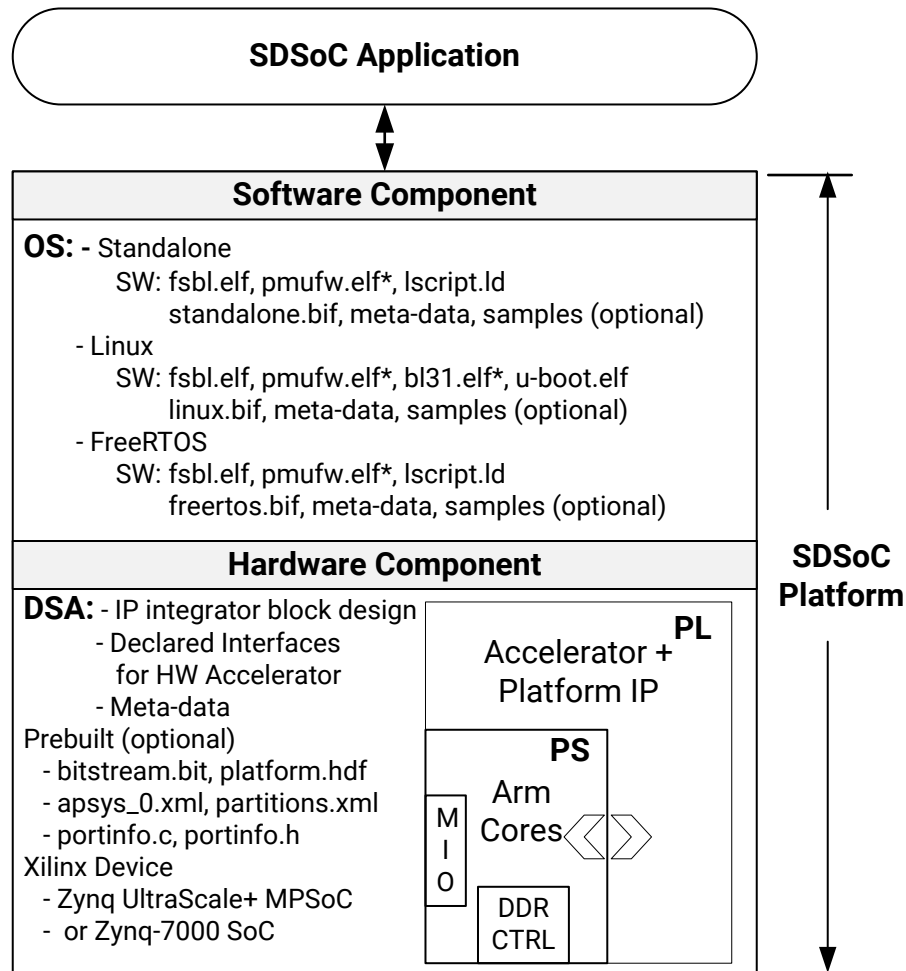 SDSoC Application
Software Component
OS: - Standalone
SW: fsbl.elf, pmufw.elf*, lscript.ld
standalone.bif, meta-data, samples (optional)
- Linux
SW: fsbl.elf, pmufw.elf*, bl31.elf*, u-boot.elf
linux.bif, meta-data, samples (optional)
- FreeRTOS
SW: fsbl.elf, pmufw.elf*, lscript.ld
freertos.bif, meta-data, samples (optional)
SDSoC
Platform
Hardware Component
DSA: - IP integrator block design
- Declared Interfaces
for HW Accelerator
- Meta-data
Prebuilt (optional)
- bitstream.bit, platform.hdf
- apsys_0.xml, partitions.xml
- portinfo.c, portinfo.h
Xilinx Device
- Zynq UltraScale+ MPSoC
- or Zynq-7000 SoC
PL
Accelerator +
Platform IP
PS
Arm
Cores
M
I
O
DDR
CTRL